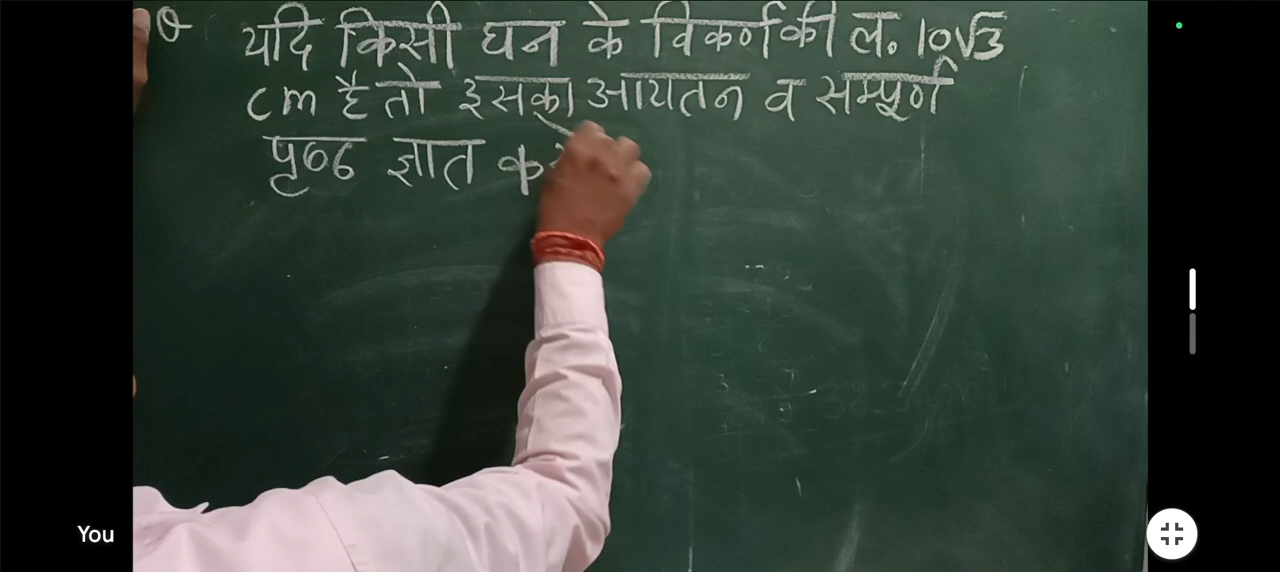 Q यदि किसी घन के विकर्ण की ल. 10√3
cm है तो इसका आयतन व सम्पूर्ण
पृष्ठ ज्ञात
You